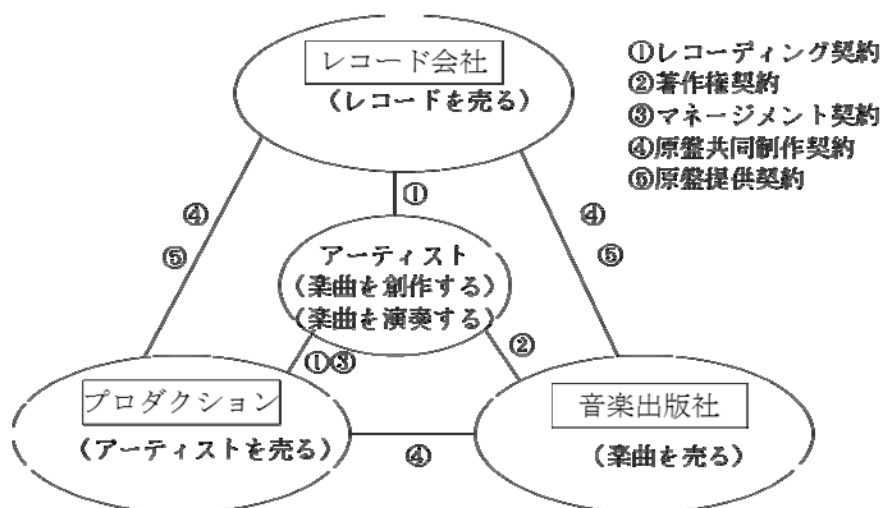 レコード会社
(レコードを売る)
①レコーディング契約
②著作権契約
③マネージメント契約
④原盤共同制作契約
⑤原盤提供契約
①
④
⑤
④
⑤
アーティスト
(楽曲を創作する)
(楽曲を演奏する)
①③
②
プロダクション
(アーティストを売る)
④
音楽出版社
(楽曲を売る)